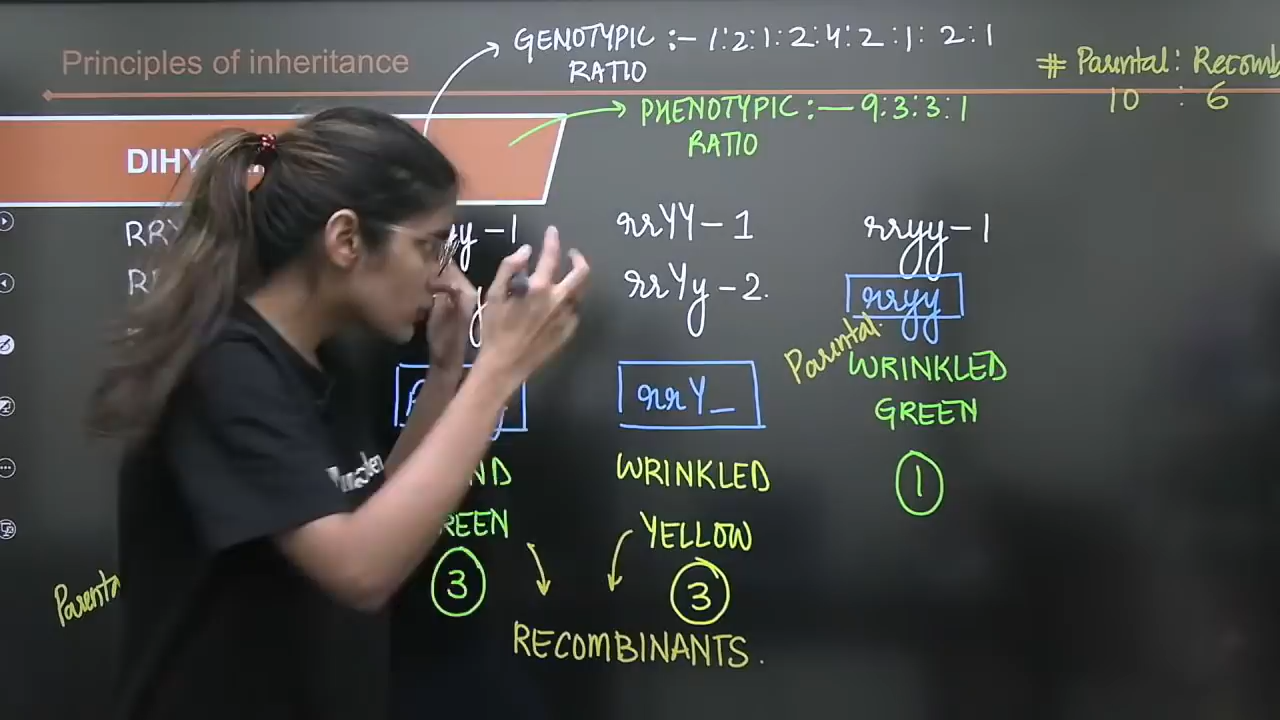 Principles of inheritance
GENOTYPIC :- 1:2:1:2:4:2:1:2:1
RATIO
# Parental: Recomb
10 : 6
PHENOTYPIC :- 9:3:3:1
RATIO
DIHY
RRY
yy-1
rrYY-1
rryy-1
rrYy-2.
rryy
Parental.
WRINKLED
GREEN
1
rrY_
WRINKLED
YELLOW
3
REEN
3
Parenta
RECOMBINANTS.